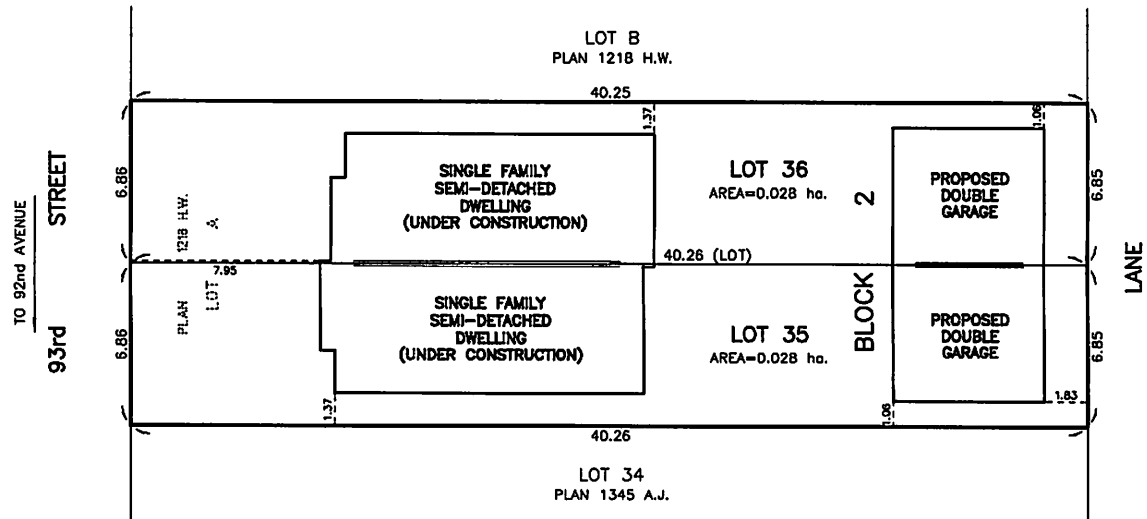 LOT B
PLAN 1218 H.W.
40.25
1.37
1.06
TO 92nd AVENUE
93rd STREET
6.86
1218 H.W.
A
SINGLE FAMILY
SEMI-DETACHED
DWELLING
(UNDER CONSTRUCTION)
LOT 36
AREA=0.028 ha.
BLOCK 2
PROPOSED
DOUBLE
GARAGE
6.85
LANE
7.95
40.26 (LOT)
6.86
PLAN
LOT
SINGLE FAMILY
SEMI-DETACHED
DWELLING
(UNDER CONSTRUCTION)
LOT 35
AREA=0.028 ha.
PROPOSED
DOUBLE
GARAGE
6.85
1.83
1.37
1.06
40.26
LOT 34
PLAN 1345 A.J.